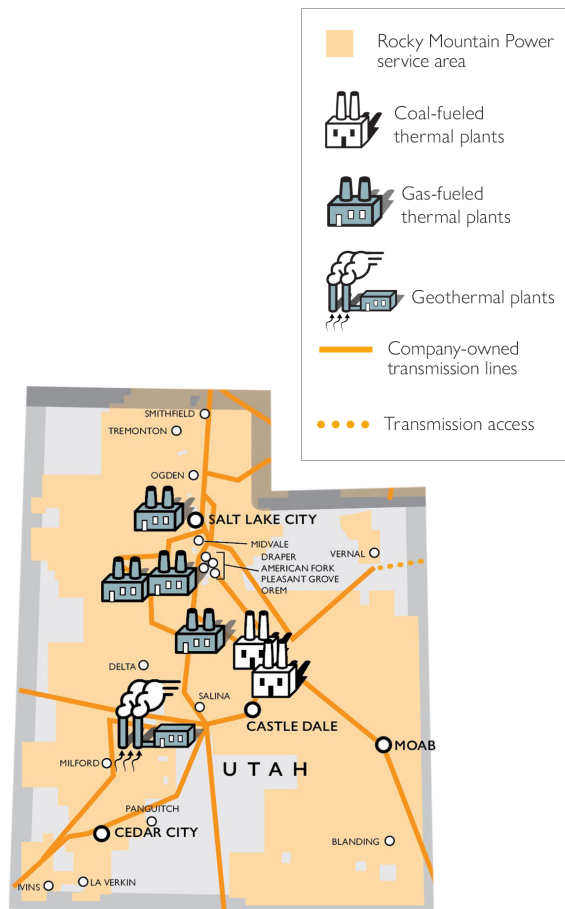 Rocky Mountain Power
service area
Coal-fueled
thermal plants
Gas-fueled
thermal plants
Geothermal plants
Company-owned
transmission lines
Transmission access
SMITHFIELD
TREMONTON
OGDEN
SALT LAKE CITY
MIDVALE
DRAPER
AMERICAN FORK
PLEASANT GROVE
OREM
VERNAL
DELTA
SALINA
CASTLE DALE
MOAB
MILFORD
UTAH
PANGUITCH
CEDAR CITY
BLANDING
IVINS
LA VERKIN